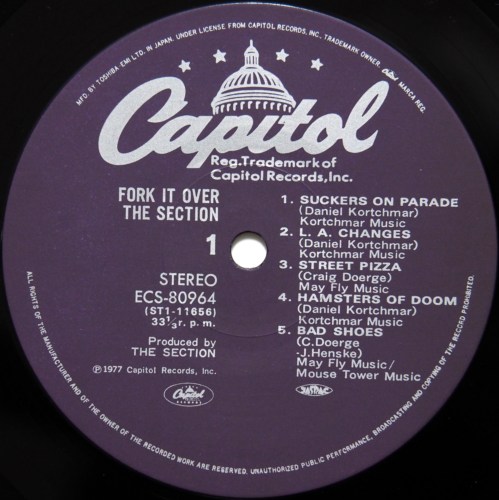 MFD. BY TOSHIBA-EMI LTD. IN JAPAN. UNDER LICENSE FROM CAPITOL RECORDS, INC., TRADEMARK OWNER. Capitol MARCA REG.
Capitol
Reg.Trademark of
Capitol Records,Inc.
FORK IT OVER
THE SECTION
1
STEREO
ECS-80964
(ST1-11656)
33⅓r.p.m.
Produced by
THE SECTION
Ⓟ1977 Capitol Records, Inc.
1. SUCKERS ON PARADE
(Daniel Kortchmar)
Kortchmar Music
2. L. A. CHANGES
(Daniel Kortchmar)
Kortchmar Music
3. STREET PIZZA
(Craig Doerge)
May Fly Music
4. HAMSTERS OF DOOM
(Daniel Kortchmar)
Kortchmar Music
5. BAD SHOES
(C.Doerge
-J.Henske)
May Fly Music/
Mouse Tower Music
Capitol
RECORDS
JASRAC
ALL RIGHTS OF THE MANUFACTURER AND OF THE OWNER OF THE RECORDED WORK ARE RESERVED. UNAUTHORIZED PUBLIC PERFORMANCE, BROADCASTING AND COPYING OF THE RECORD PROHIBITED.